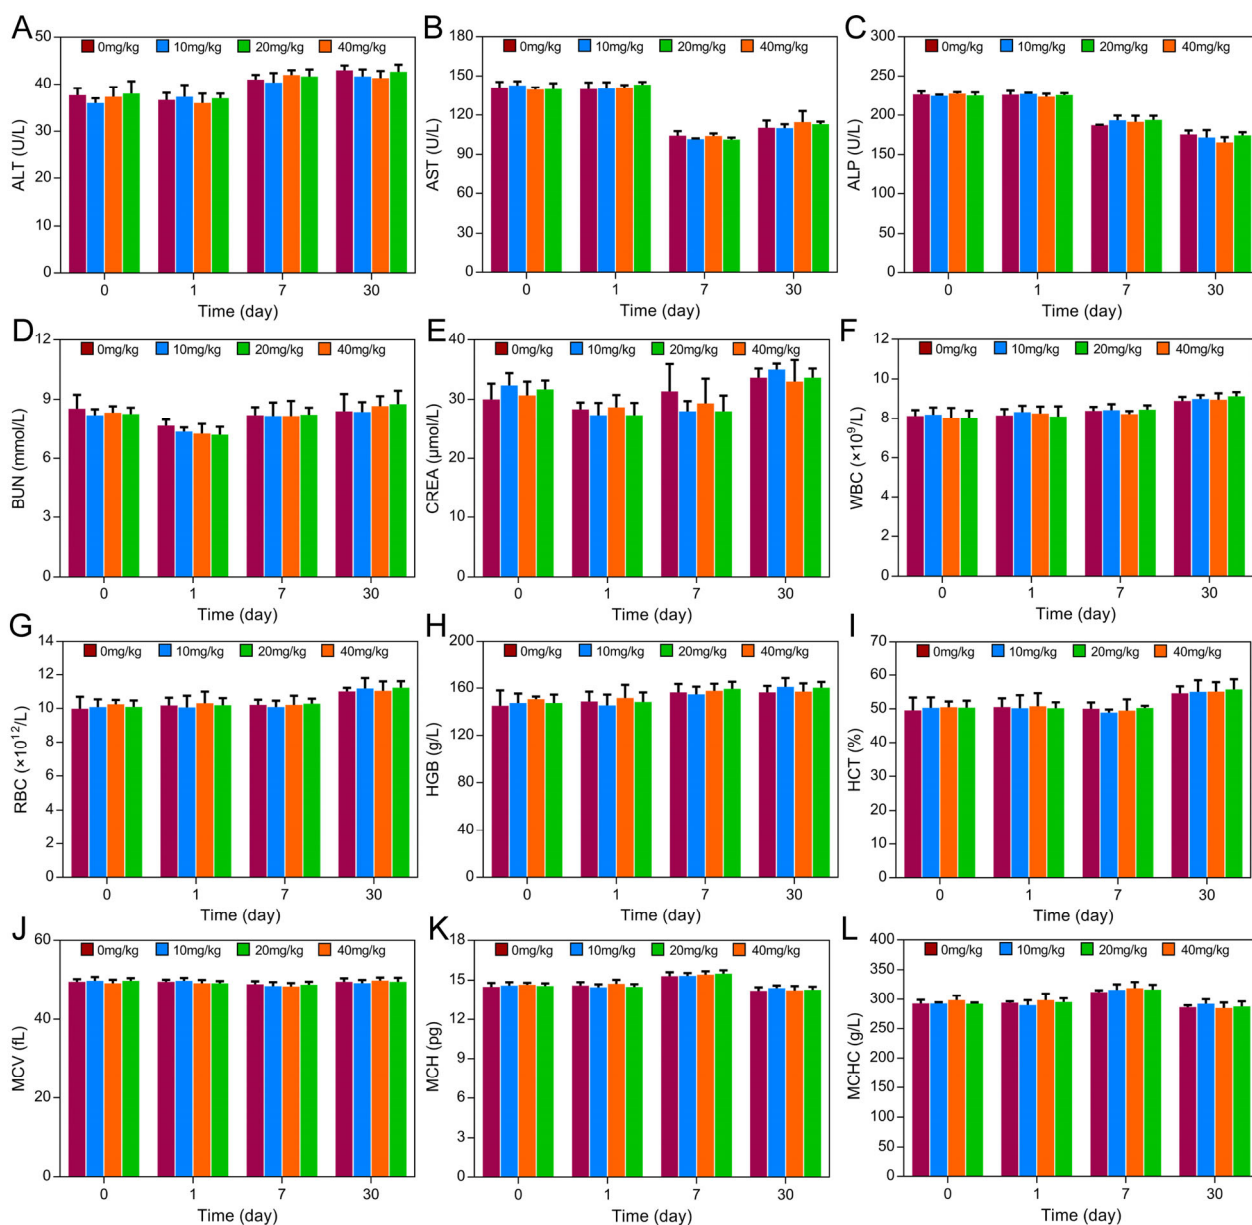 A
0mg/kg 10mg/kg 20mg/kg 40mg/kg
50
40
30
20
10
0
ALT (U/L)
0 1 7 30
Time (day)
B
0mg/kg 10mg/kg 20mg/kg 40mg/kg
180
150
120
90
60
30
0
AST (U/L)
0 1 7 30
Time (day)
C
0mg/kg 10mg/kg 20mg/kg 40mg/kg
300
250
200
150
100
50
0
ALP (U/L)
0 1 7 30
Time (day)
D
0mg/kg 10mg/kg 20mg/kg 40mg/kg
12
9
6
3
0
BUN (mmol/L)
0 1 7 30
Time (day)
E
0mg/kg 10mg/kg 20mg/kg 40mg/kg
40
30
20
10
0
CREA (μmol/L)
0 1 7 30
Time (day)
F
0mg/kg 10mg/kg 20mg/kg 40mg/kg
12
10
8
6
4
2
0
WBC (×10⁹/L)
0 1 7 30
Time (day)
G
0mg/kg 10mg/kg 20mg/kg 40mg/kg
14
12
10
8
6
4
2
0
RBC (×10¹²/L)
0 1 7 30
Time (day)
H
0mg/kg 10mg/kg 20mg/kg 40mg/kg
200
160
120
80
40
0
HGB (g/L)
0 1 7 30
Time (day)
I
0mg/kg 10mg/kg 20mg/kg 40mg/kg
70
60
50
40
30
20
10
0
HCT (%)
0 1 7 30
Time (day)
J
0mg/kg 10mg/kg 20mg/kg 40mg/kg
60
40
20
0
MCV (fL)
0 1 7 30
Time (day)
K
0mg/kg 10mg/kg 20mg/kg 40mg/kg
18
15
12
9
6
3
0
MCH (pg)
0 1 7 30
Time (day)
L
0mg/kg 10mg/kg 20mg/kg 40mg/kg
400
350
300
250
200
150
100
50
0
MCHC (g/L)
0 1 7 30
Time (day)